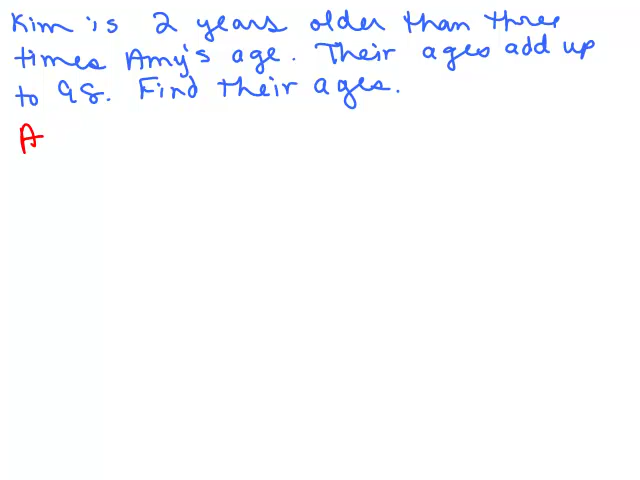 Kim is 2 years older than three
times Amy's age. Their ages add up
to 98. Find their ages.
A